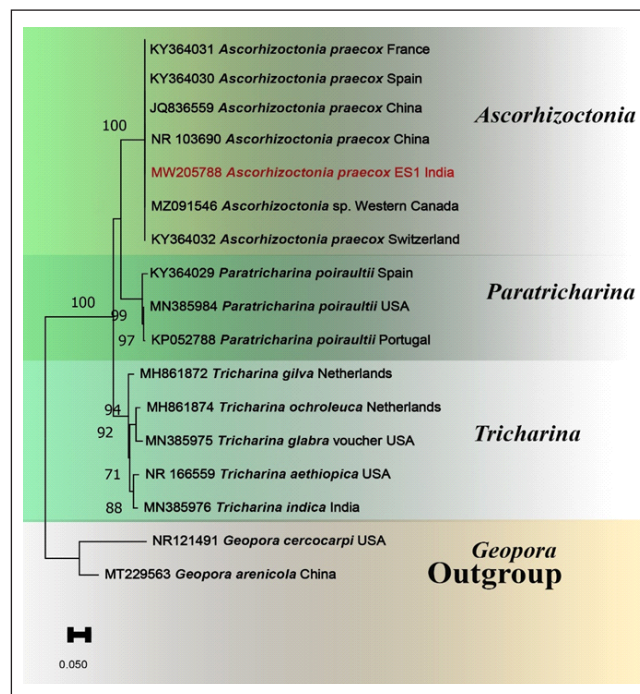 KY364031 Ascorhizoctonia praecox France
KY364030 Spain Ascorhizoctonia praecox Spain
JQ836559 Ascorhizoctonia praecox China
100
NR 103690 Ascorhizoctonia praecox China
Ascorhizoctonia
MW205788 Ascorhizoctonia praecox ES1 India
MZ091546 Ascorhizoctonia sp. Western Canada
KY364032 Ascorhizoctonia praecox Switzerland
KY364029 Paratricharina poiraultii Spain
Paratricharina
100
MN385984 Paratricharina poiraultii USA
99
97
KP052788 Paratricharina poiraultii Portugal
MH861872 Tricharina gilva Netherlands
94
MH861874 Tricharina ochroleuca Netherlands
Tricharina
92
MN385975 Tricharina glabra voucher USA
71
NR 166559 Tricharina aethiopica USA
88
MN385976 Tricharina indica India
NR121491 Geopora cercocarpi USA
Geopora
Outgroup
MT229563 Geopora arenicola China
0.050